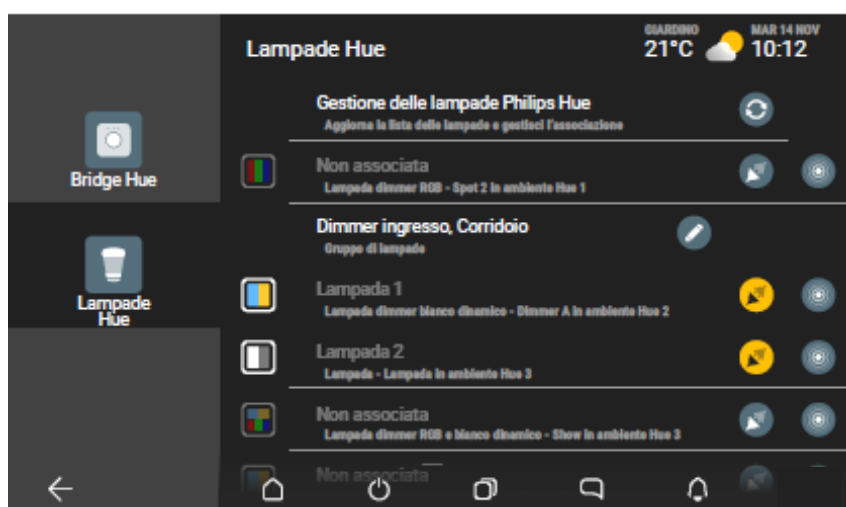 Lampade Hue
GIARDINO
21°C
MAR 14 NOV
10:12
Bridge Hue
Lampade
Hue
Gestione delle lampade Philips Hue
Aggiorna la lista delle lampade e gestisci l'associazione
Non associata
Lampada dimmer RGB - Spot 2 in ambiente Hue 1
Dimmer ingresso, Corridoio
Gruppo di lampade
Lampada 1
Lampada dimmer bianco dinamico - Dimmer A in ambiente Hue 2
Lampada 2
Lampada - Lampada in ambiente Hue 3
Non associata
Lampada dimmer RGB e bianco dinamico - Show in ambiente Hue 3
Non associata